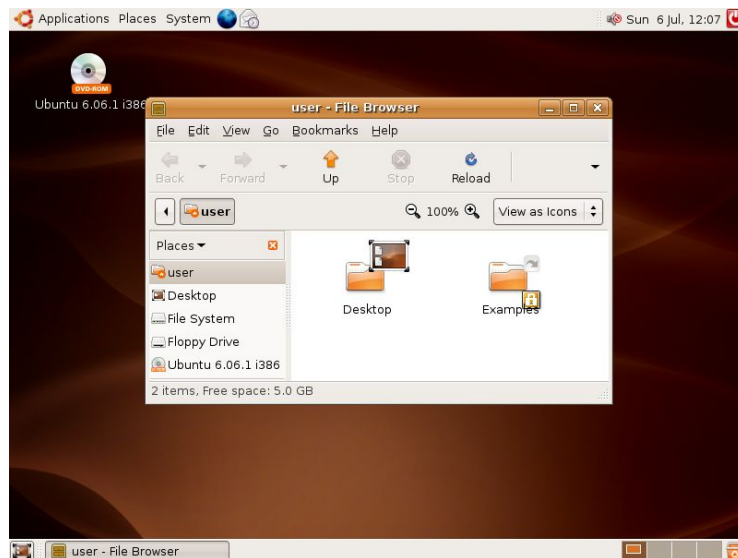 Applications Places System Sun 6 Jul, 12:07
DVD-ROM
Ubuntu 6.06.1 i386
user - File Browser
File Edit View Go Bookmarks Help
Back Forward Up Stop Reload
user 100% View as Icons
Places
user
Desktop
File System
Floppy Drive
Ubuntu 6.06.1 i386
Desktop Examples
2 items, Free space: 5.0 GB
user - File Browser